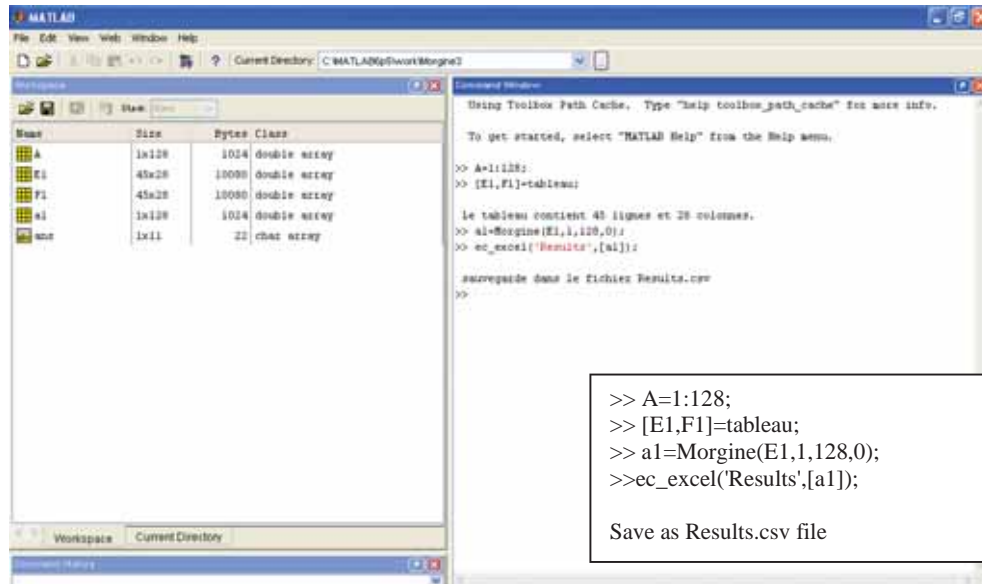 MATLAB
File Edit View Web Window Help
Current Directory: C:\MATLAB6p5\work\Morgine3
Workspace
Stack:
Name Size Bytes Class
A 1x128 1024 double array
E1 45x28 10080 double array
F1 45x28 10080 double array
a1 1x128 1024 double array
ans 1x11 22 char array
Workspace Current Directory
Command History
Command Window
Using Toolbox Path Cache. Type "help toolbox_path_cache" for more info.
To get started, select "MATLAB Help" from the Help menu.
>> A=1:128;
>> [E1,F1]=tableau;
le tableau contient 45 lignes et 28 colonnes.
>> a1=Morgine(E1,1,128,0);
>> ec_excel('Results',[a1]);
sauvegarde dans le fichier Results.csv
>>
>> A=1:128;
>> [E1,F1]=tableau;
>> a1=Morgine(E1,1,128,0);
>>ec_excel('Results',[a1]);
Save as Results.csv file